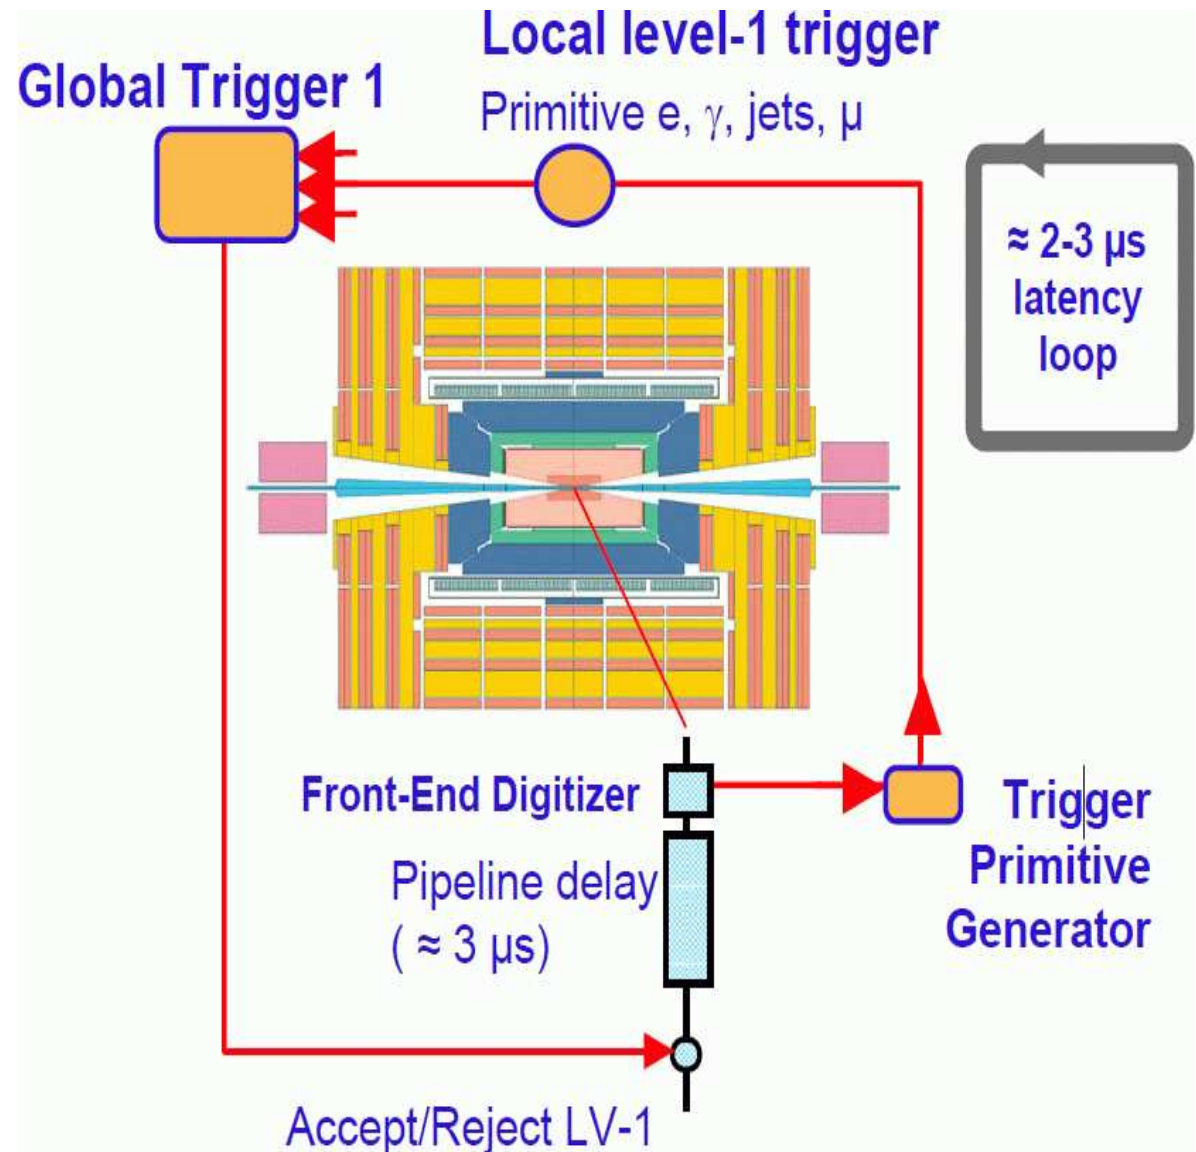 Local level-1 trigger
Global Trigger 1
Primitive e, γ, jets, μ
≈ 2-3 μs
latency
loop
Front-End Digitizer
Trigger
Primitive
Generator
Pipeline delay
( ≈ 3 μs)
Accept/Reject LV-1